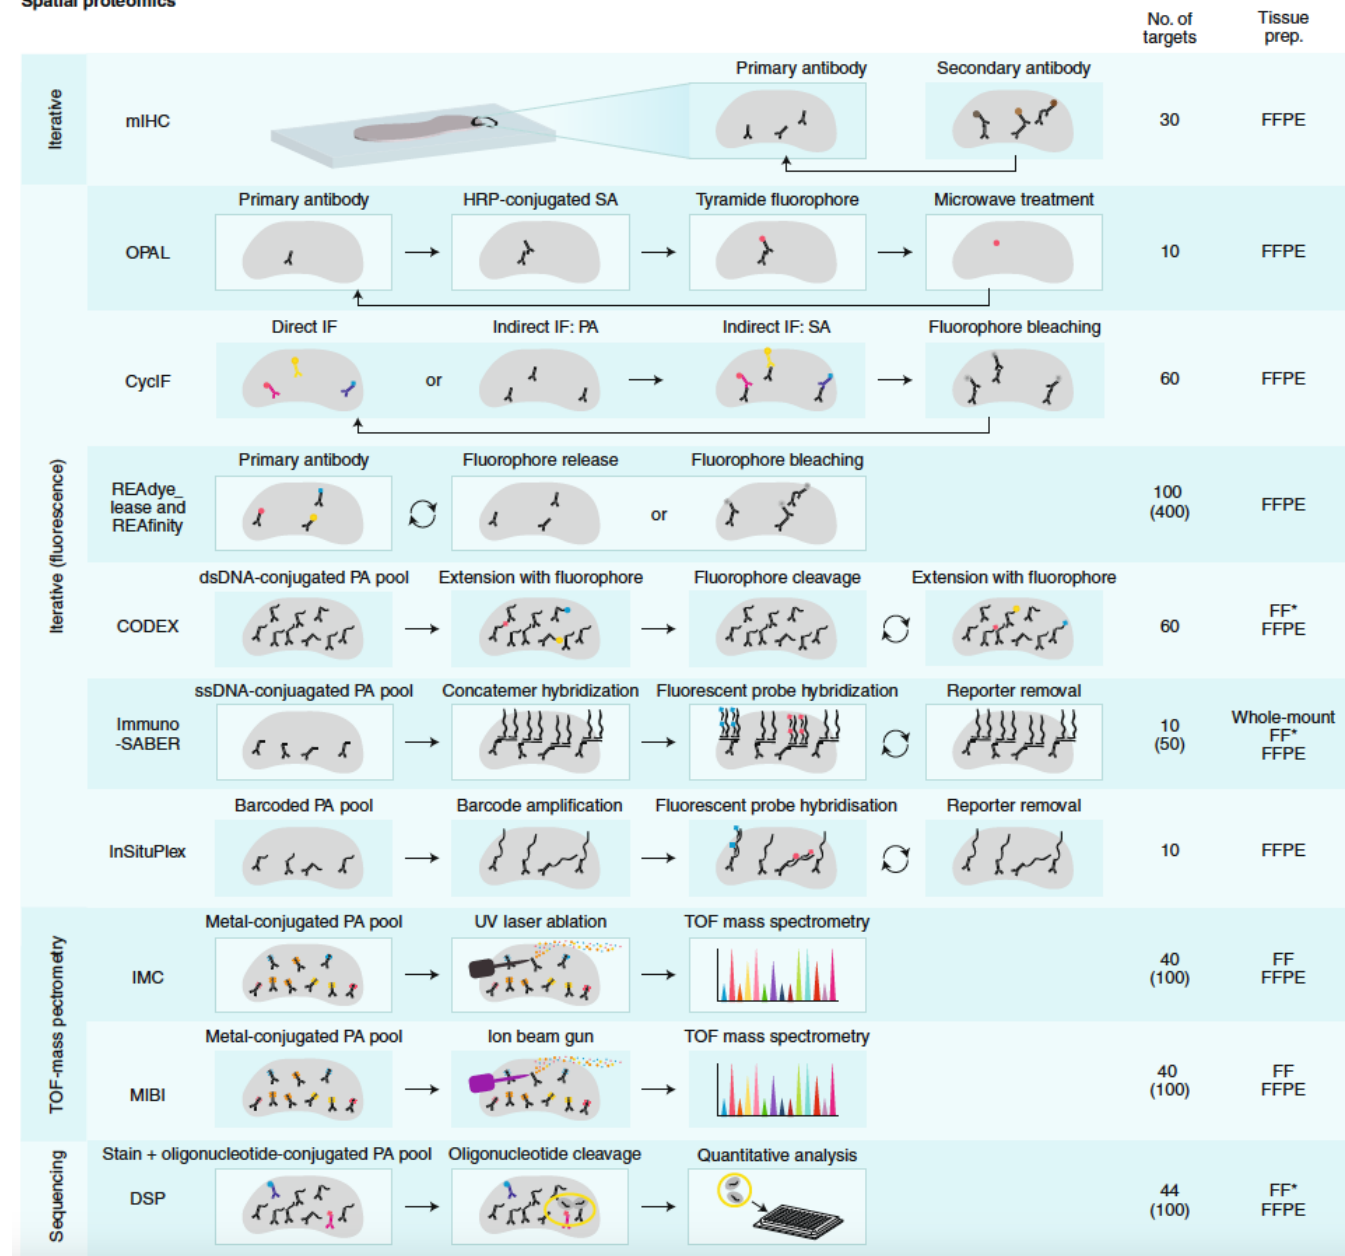 Spatial proteomics
No. of targets
Tissue prep.
Iterative
mIHC
Primary antibody
Secondary antibody
30
FFPE
Iterative (fluorescence)
OPAL
Primary antibody
HRP-conjugated SA
Tyramide fluorophore
Microwave treatment
10
FFPE
CycIF
Direct IF
or
Indirect IF: PA
Indirect IF: SA
Fluorophore bleaching
60
FFPE
REAdye_
lease and
REAfinity
Primary antibody
Fluorophore release
or
Fluorophore bleaching
100
(400)
FFPE
CODEX
dsDNA-conjugated PA pool
Extension with fluorophore
Fluorophore cleavage
Extension with fluorophore
60
FF*
FFPE
Immuno
-SABER
ssDNA-conjuagated PA pool
Concatemer hybridization
Fluorescent probe hybridization
Reporter removal
10
(50)
Whole-mount
FF*
FFPE
InSituPlex
Barcoded PA pool
Barcode amplification
Fluorescent probe hybridisation
Reporter removal
10
FFPE
TOF-mass pectrometry
IMC
Metal-conjugated PA pool
UV laser ablation
TOF mass spectrometry
40
(100)
FF
FFPE
MIBI
Metal-conjugated PA pool
Ion beam gun
TOF mass spectrometry
40
(100)
FF
FFPE
Sequencing
DSP
Stain + oligonucleotide-conjugated PA pool
Oligonucleotide cleavage
Quantitative analysis
44
(100)
FF*
FFPE